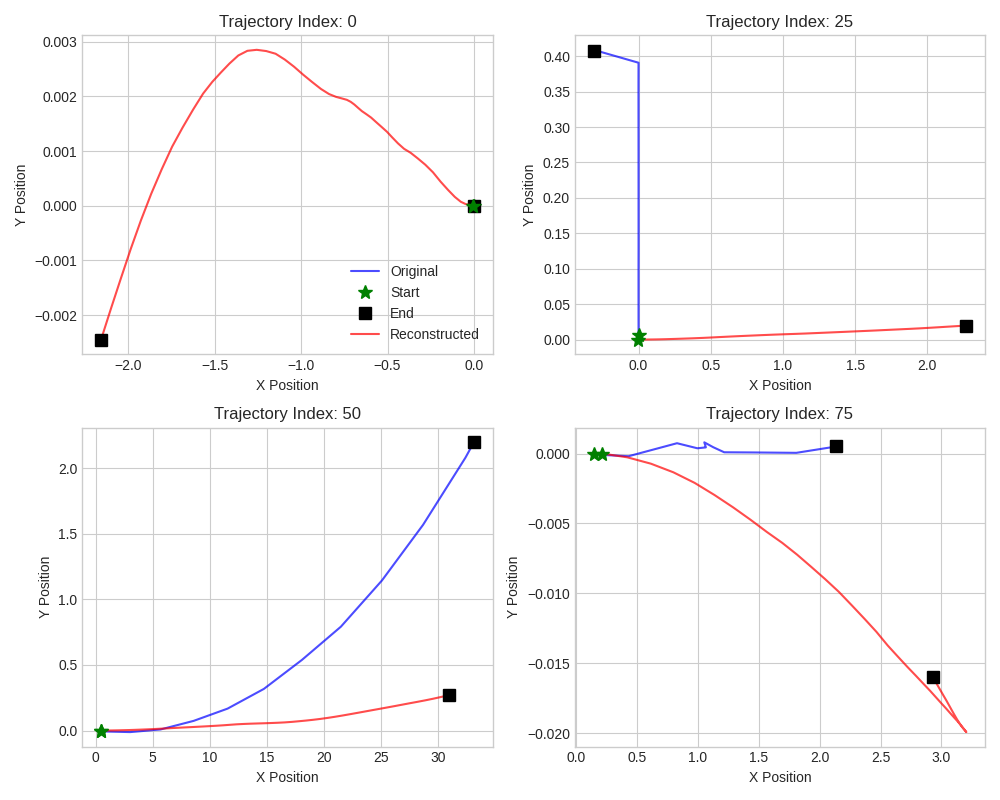 Trajectory Index: 0
0.003
0.002
0.001
0.000
−0.001
−0.002
Y Position
−2.0 −1.5 −1.0 −0.5 0.0
X Position
Original
Start
End
Reconstructed
Trajectory Index: 25
0.40
0.35
0.30
0.25
0.20
0.15
0.10
0.05
0.00
Y Position
0.0 0.5 1.0 1.5 2.0
X Position
Trajectory Index: 50
2.0
1.5
1.0
0.5
0.0
Y Position
0 5 10 15 20 25 30
X Position
Trajectory Index: 75
0.000
−0.005
−0.010
−0.015
−0.020
Y Position
0.0 0.5 1.0 1.5 2.0 2.5 3.0
X Position